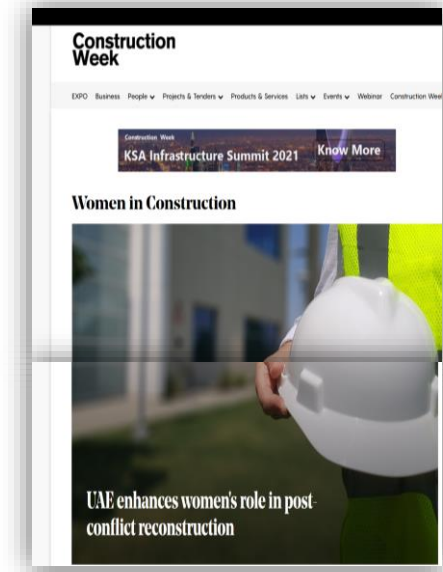 Construction
Week
EXPO Business People Projects & Tenders Products & Services Lists Events Webinar Construction Week
Construction Week
KSA Infrastructure Summit 2021 Know More
Women in Construction
UAE enhances women's role in post-
conflict reconstruction